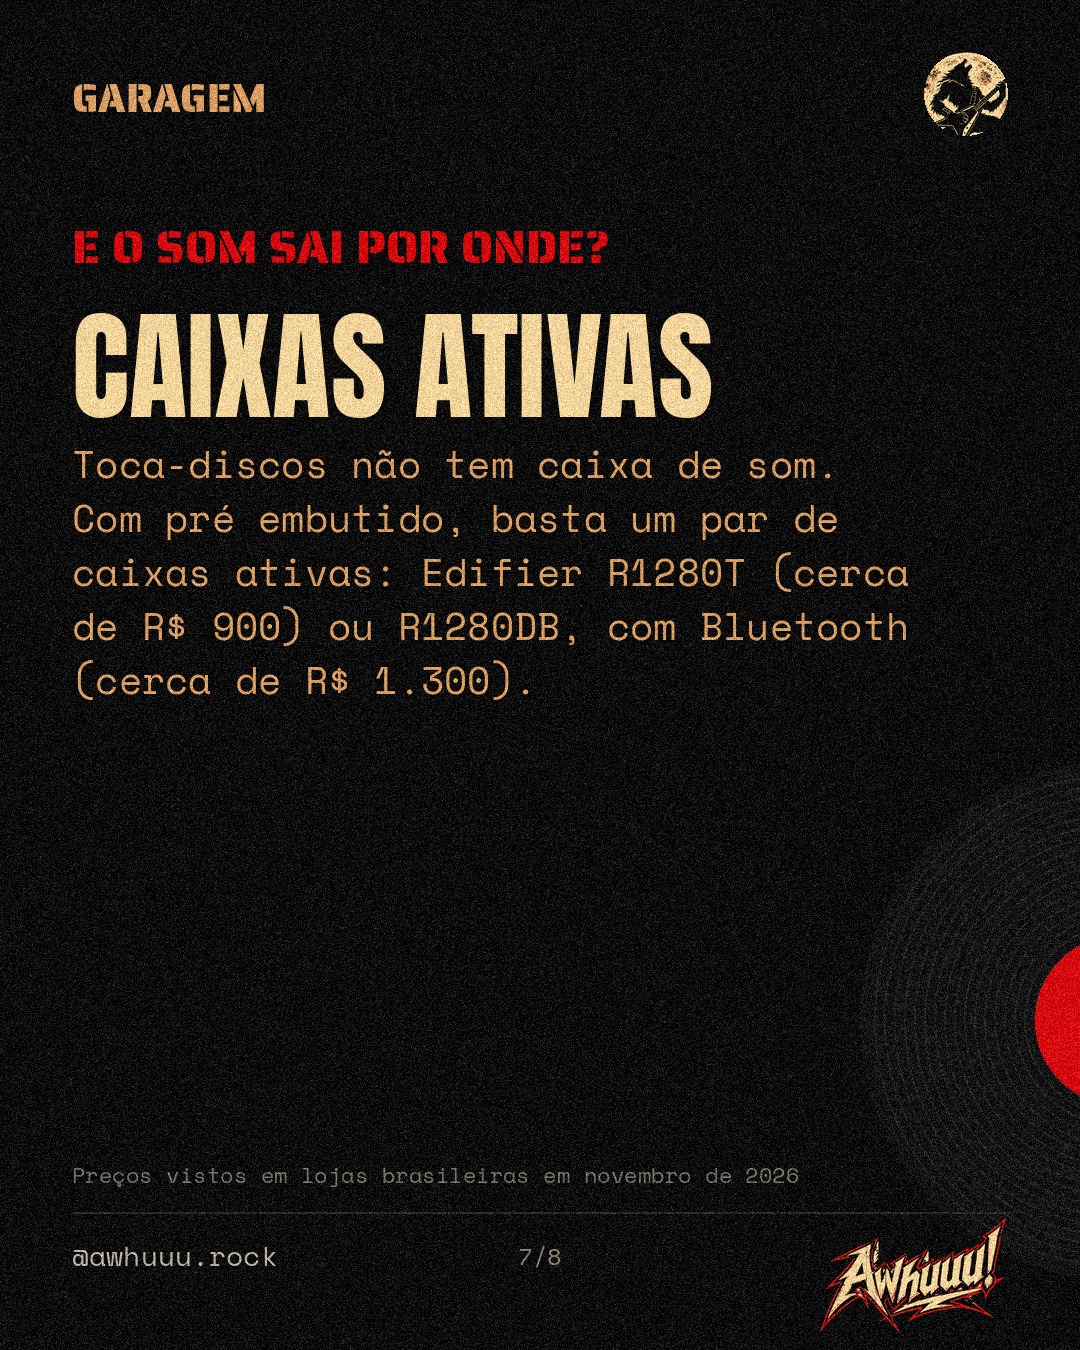 GARAGEM
E O SOM SAI POR ONDE?
CAIXAS ATIVAS
Toca-discos não tem caixa de som.
Com pré embutido, basta um par de
caixas ativas: Edifier R1280T (cerca
de R$ 900) ou R1280DB, com Bluetooth
(cerca de R$ 1.300).
Preços vistos em lojas brasileiras em novembro de 2026
@awhuuu.rock
7/8
Awhuuu!